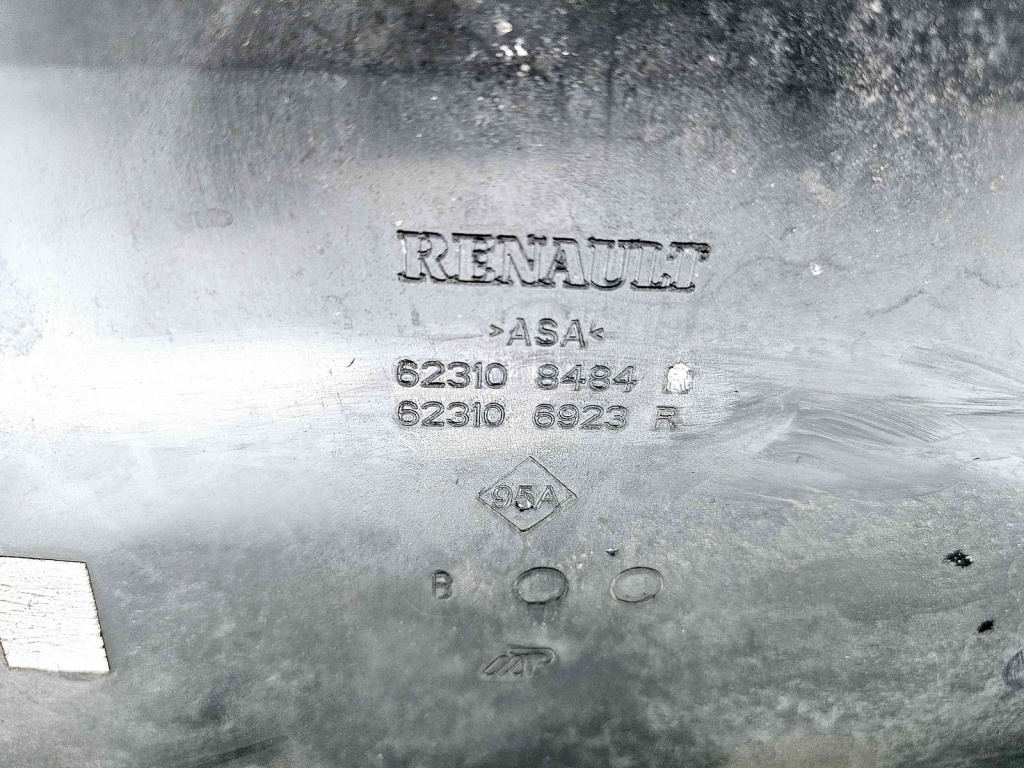 RENAULT
>ASA<
62310 8484
62310 6923 R
95A
B